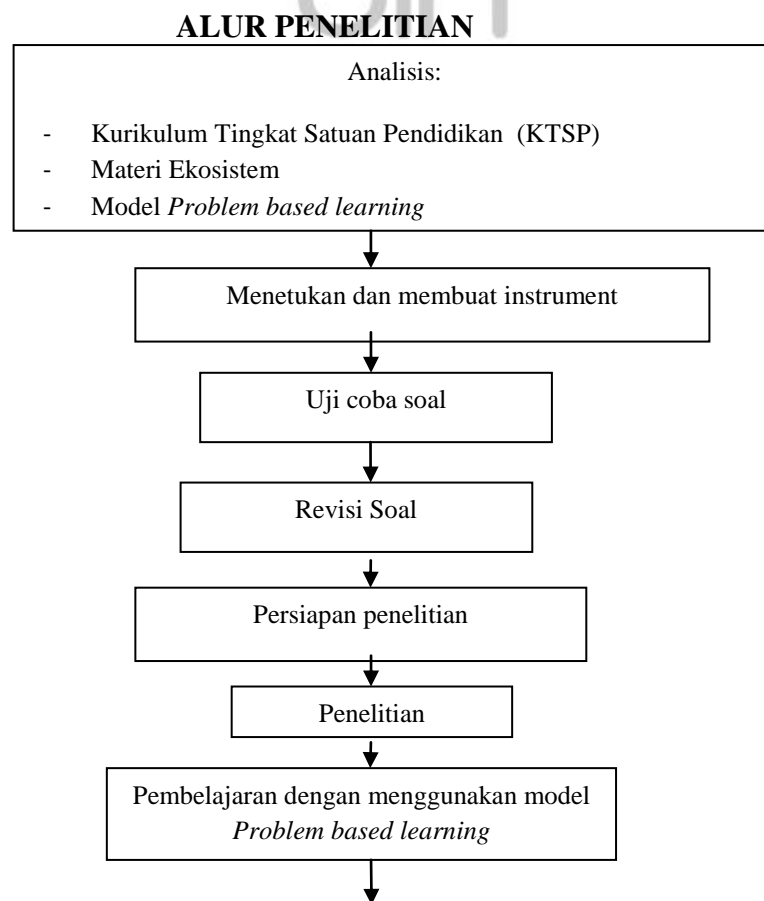 ALUR PENELITIAN
Analisis:
- Kurikulum Tingkat Satuan Pendidikan (KTSP)
- Materi Ekosistem
- Model Problem based learning
Menetukan dan membuat instrument
Uji coba soal
Revisi Soal
Persiapan penelitian
Penelitian
Pembelajaran dengan menggunakan model
Problem based learning